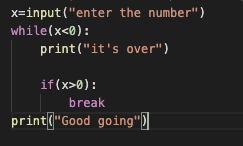 x=input("enter the number")
while(x<0):
    print("it's over")

    if(x>0):
        break
print("Good going")